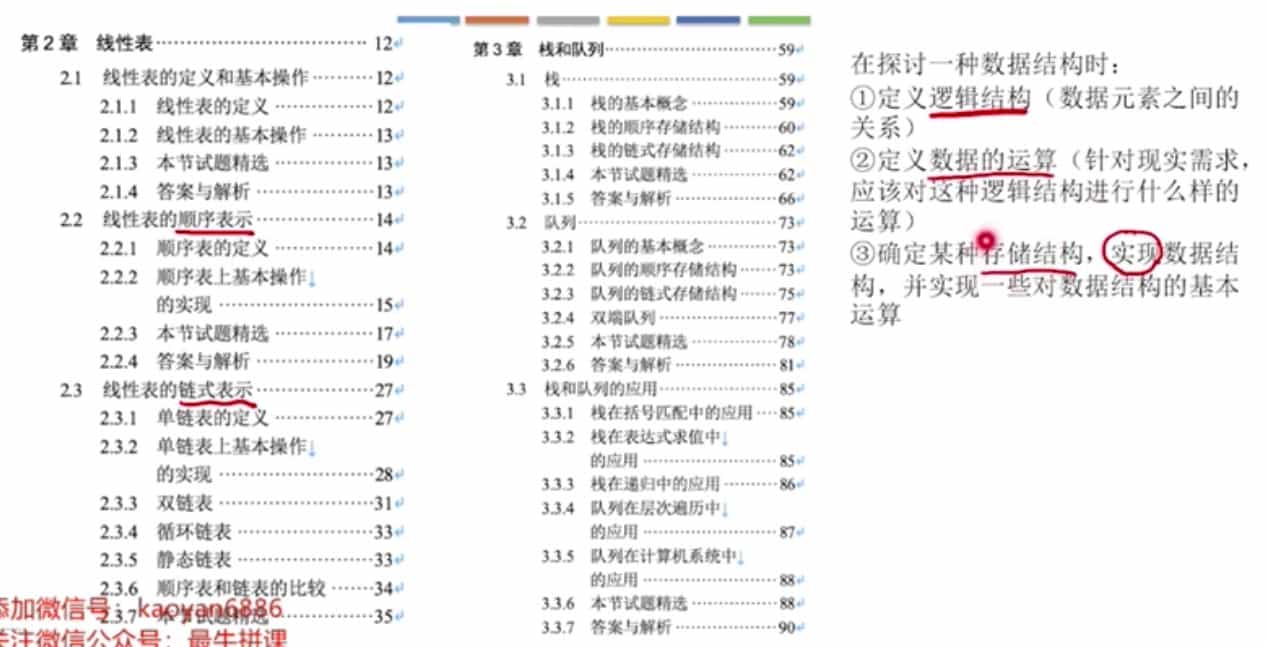 第2章 线性表 12
2.1 线性表的定义和基本操作 12
2.1.1 线性表的定义 12
2.1.2 线性表的基本操作 13
2.1.3 本节试题精选 13
2.1.4 答案与解析 13
2.2 线性表的顺序表示 14
2.2.1 顺序表的定义 14
2.2.2 顺序表上基本操作
的实现 15
2.2.3 本节试题精选 17
2.2.4 答案与解析 19
2.3 线性表的链式表示 27
2.3.1 单链表的定义 27
2.3.2 单链表上基本操作
的实现 28
2.3.3 双链表 31
2.3.4 循环链表 33
2.3.5 静态链表 33
2.3.6 顺序表和链表的比较 34
2.3.7 本节试题精选 35
第3章 栈和队列 59
3.1 栈 59
3.1.1 栈的基本概念 59
3.1.2 栈的顺序存储结构 60
3.1.3 栈的链式存储结构 62
3.1.4 本节试题精选 62
3.1.5 答案与解析 66
3.2 队列 73
3.2.1 队列的基本概念 73
3.2.2 队列的顺序存储结构 73
3.2.3 队列的链式存储结构 75
3.2.4 双端队列 77
3.2.5 本节试题精选 78
3.2.6 答案与解析 81
3.3 栈和队列的应用 85
3.3.1 栈在括号匹配中的应用 85
3.3.2 栈在表达式求值中
的应用 85
3.3.3 栈在递归中的应用 86
3.3.4 队列在层次遍历中
的应用 87
3.3.5 队列在计算机系统中
的应用 88
3.3.6 本节试题精选 88
3.3.7 答案与解析 90
在探讨一种数据结构时：
①定义逻辑结构（数据元素之间的
关系）
②定义数据的运算（针对现实需求，
应该对这种逻辑结构进行什么样的
运算）
③确定某种存储结构，实现数据结
构，并实现一些对数据结构的基本
运算
添加微信号：kaoyan6886
关注微信公众号：最牛拼课